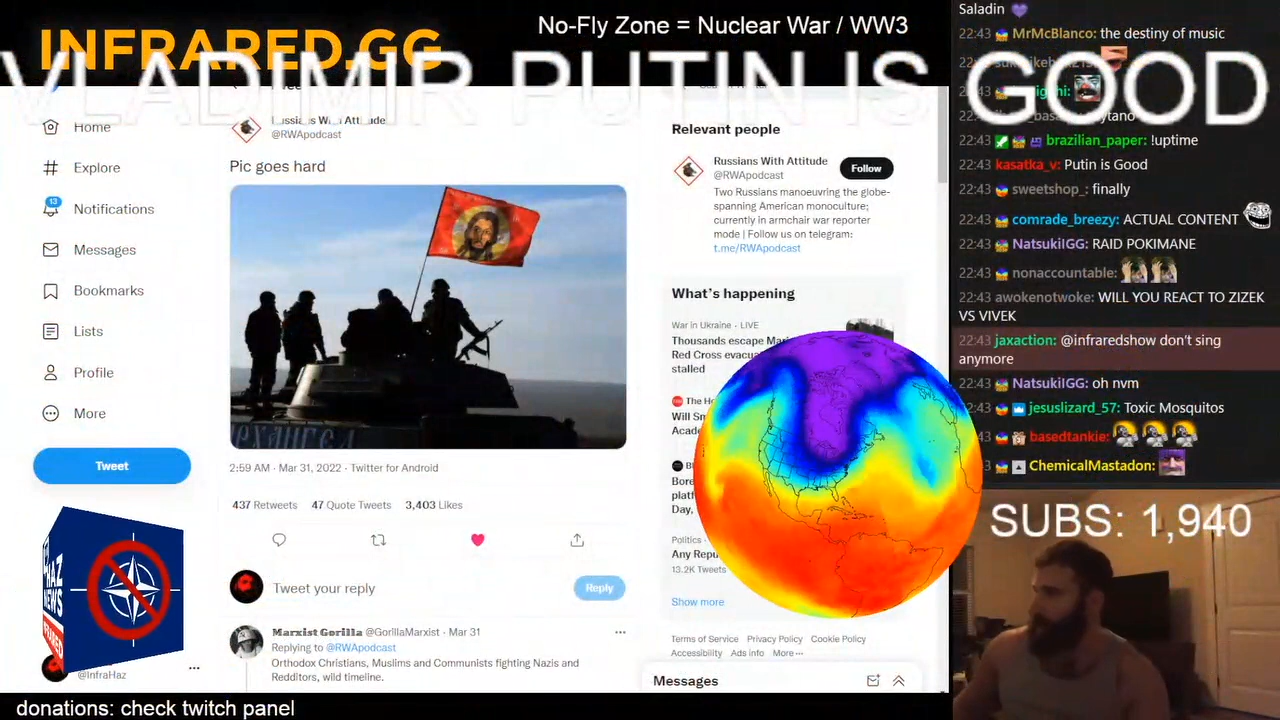 INFRARED.GG
No-Fly Zone = Nuclear War / WW3
VLADIMIR PUTIN IS GOOD
Home
Explore
13
Notifications
Messages
Bookmarks
Lists
Profile
More
Tweet
HAZ
NEWS
@InfraHaz
donations: check twitch panel
Russians With Attitude
@RWApodcast
Pic goes hard
2:59 AM · Mar 31, 2022 · Twitter for Android
437 Retweets 47 Quote Tweets 3,403 Likes
Tweet your reply
Reply
Marxist Gorilla @GorillaMarxist · Mar 31
Replying to @RWApodcast
Orthodox Christians, Muslims and Communists fighting Nazis and
Redditors, wild timeline.
Relevant people
Russians With Attitude
@RWApodcast
Follow
Two Russians manoeuvring the globe-
spanning American monoculture;
currently in armchair war reporter
mode | Follow us on telegram:
t.me/RWApodcast
What's happening
War in Ukraine · LIVE
Thousands escape
Red Cross
stalled
Will
Politics
Any
13.2K Tweets
Show more
Terms of Service Privacy Policy Cookie Policy
Accessibility Ads info More
Messages
Saladin
22:43 MrMcBlanco: the destiny of music
22:43
22:43
22:43
22:43 brazilian_paper: !uptime
22:43 kasatka_v: Putin is Good
22:43 sweetshop_: finally
22:43 comrade_breezy: ACTUAL CONTENT
22:43 NatsukiIGG: RAID POKIMANE
22:43 nonaccountable:
22:43 awokenotwoke: WILL YOU REACT TO ZIZEK
VS VIVEK
22:43 jaxaction: @infraredshow don't sing
anymore
22:43 NatsukiIGG: oh nvm
22:43 jesuslizard_57: Toxic Mosquitos
22:43 basedtankie:
ChemicalMastadon:
SUBS: 1,940